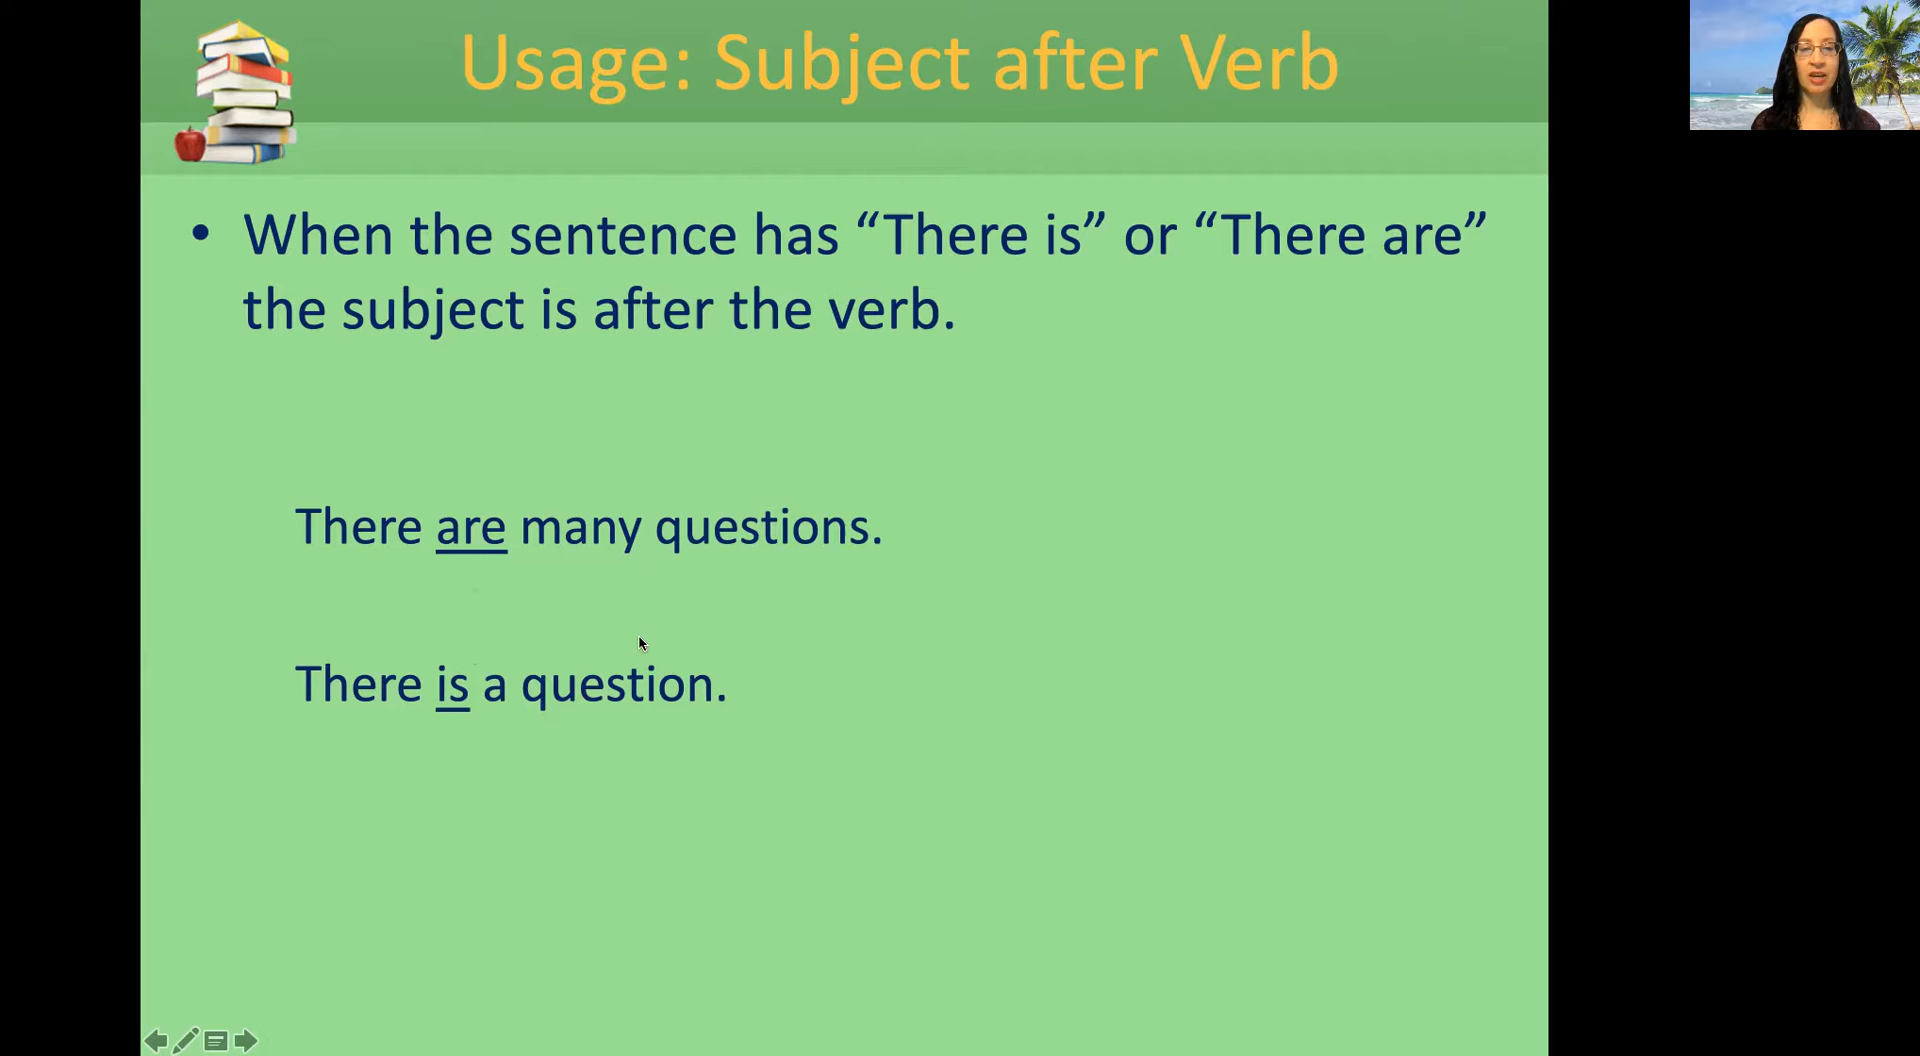 Usage: Subject after Verb
• When the sentence has “There is” or “There are”
the subject is after the verb.
There are many questions.
There is a question.